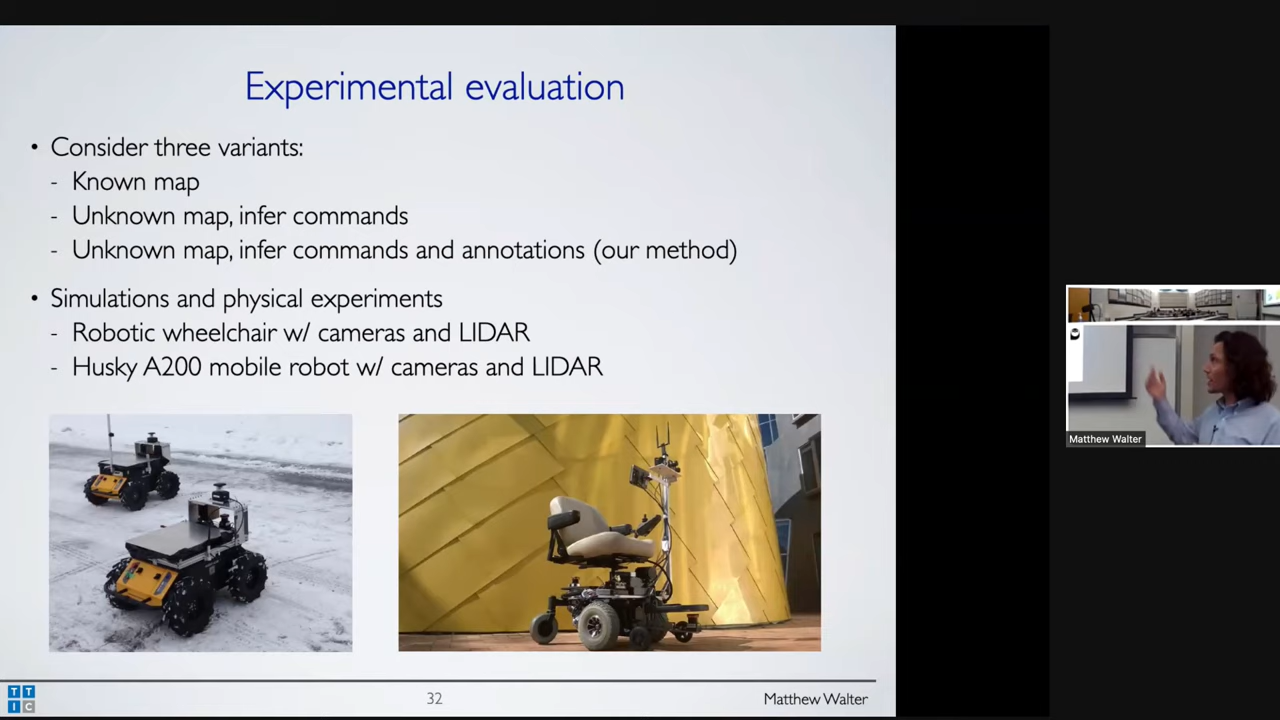 Experimental evaluation
• Consider three variants:
- Known map
- Unknown map, infer commands
- Unknown map, infer commands and annotations (our method)
• Simulations and physical experiments
- Robotic wheelchair w/ cameras and LIDAR
- Husky A200 mobile robot w/ cameras and LIDAR
TTIC
32
Matthew Walter
Matthew Walter